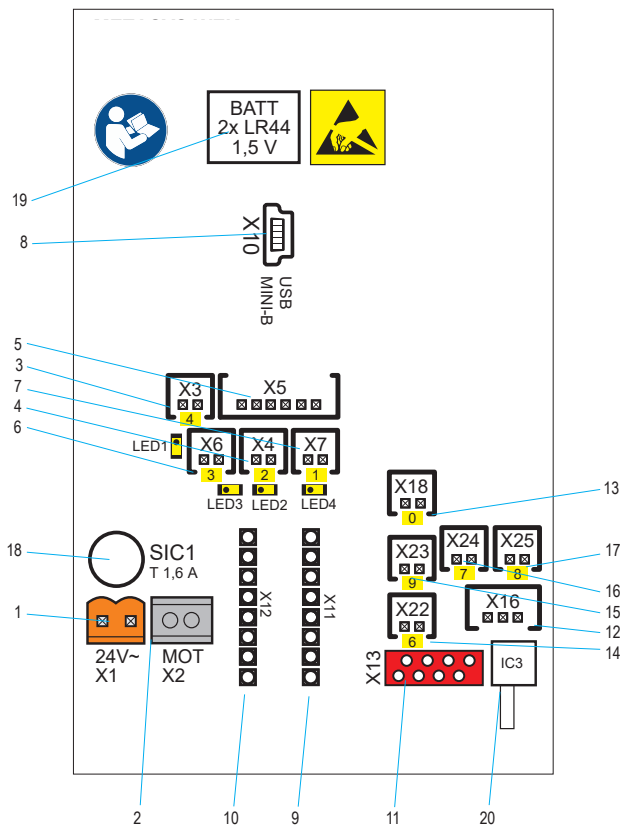 BATT
2x LR44
1,5 V
19
8
X10
USB
MINI-B
5
3
7
4
6
X3
4
X5
LED1
X6
3
X4
2
X7
1
LED3
LED2
LED4
X18
0
13
18
SIC1
T 1,6 A
X12
X11
X23
9
X24
7
X25
8
17
16
15
12
14
X16
X22
6
1
24V~
X1
MOT
X2
X13
IC3
2
10
9
11
20